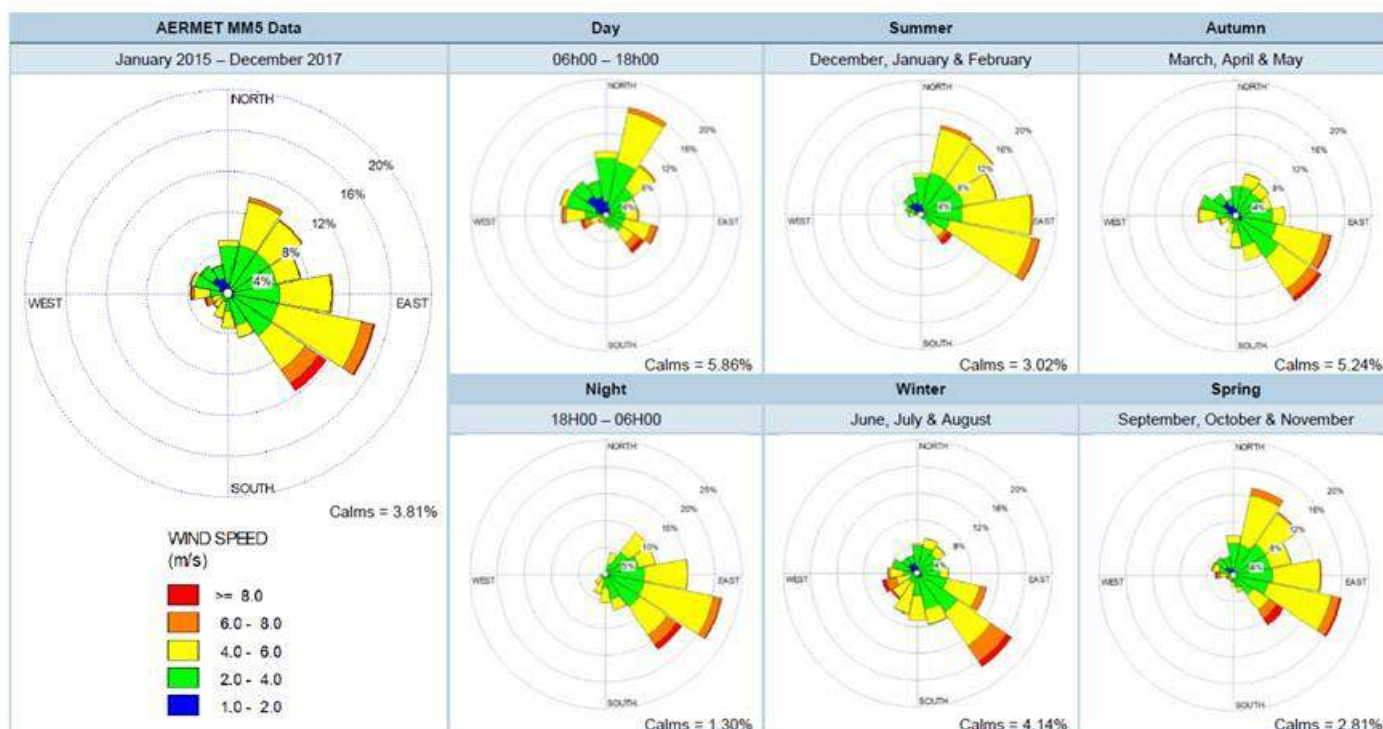 AERMET MM5 Data
January 2015 – December 2017
NORTH
20%
16%
12%
8%
4%
WEST
EAST
SOUTH
Calms = 3.81%
WIND SPEED
(m/s)
>= 8.0
6.0 - 8.0
4.0 - 6.0
2.0 - 4.0
1.0 - 2.0
Day
06h00 – 18h00
NORTH
20%
16%
12%
8%
4%
WEST
EAST
SOUTH
Calms = 5.86%
Summer
December, January & February
NORTH
20%
16%
12%
8%
4%
WEST
EAST
SOUTH
Calms = 3.02%
Autumn
March, April & May
NORTH
20%
16%
12%
8%
4%
WEST
EAST
SOUTH
Calms = 5.24%
Night
18H00 – 06H00
NORTH
25%
20%
15%
10%
5%
WEST
EAST
SOUTH
Calms = 1.30%
Winter
June, July & August
NORTH
20%
16%
12%
8%
4%
WEST
EAST
SOUTH
Calms = 4.14%
Spring
September, October & November
NORTH
20%
16%
12%
8%
4%
WEST
EAST
SOUTH
Calms = 2.81%